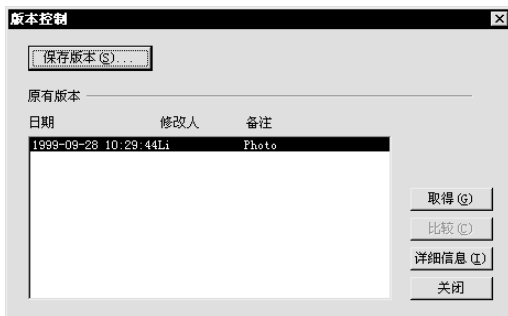 版本控制
保存版本(S)...
原有版本
日期 修改人 备注
1999-09-28 10:29:44Li Photo
取得(G)
比较(C)
详细信息(I)
关闭